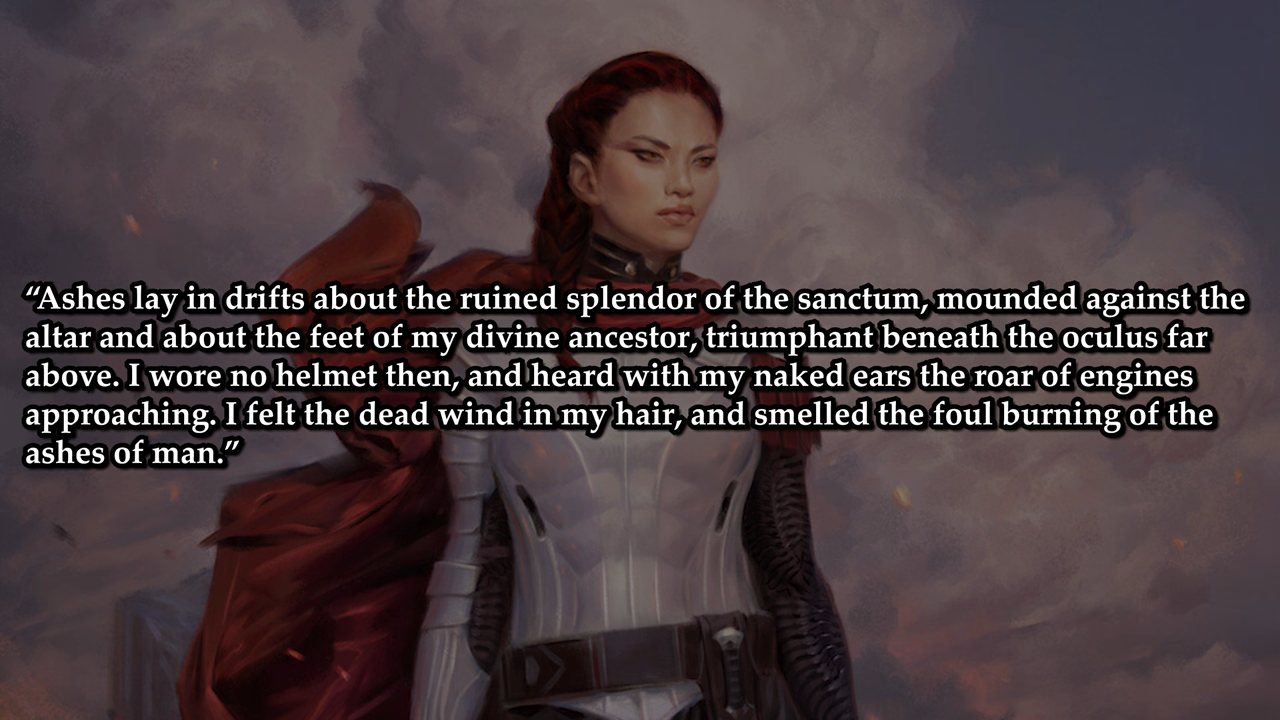 “Ashes lay in drifts about the ruined splendor of the sanctum, mounded against the
altar and about the feet of my divine ancestor, triumphant beneath the oculus far
above. I wore no helmet then, and heard with my naked ears the roar of engines
approaching. I felt the dead wind in my hair, and smelled the foul burning of the
ashes of man.”